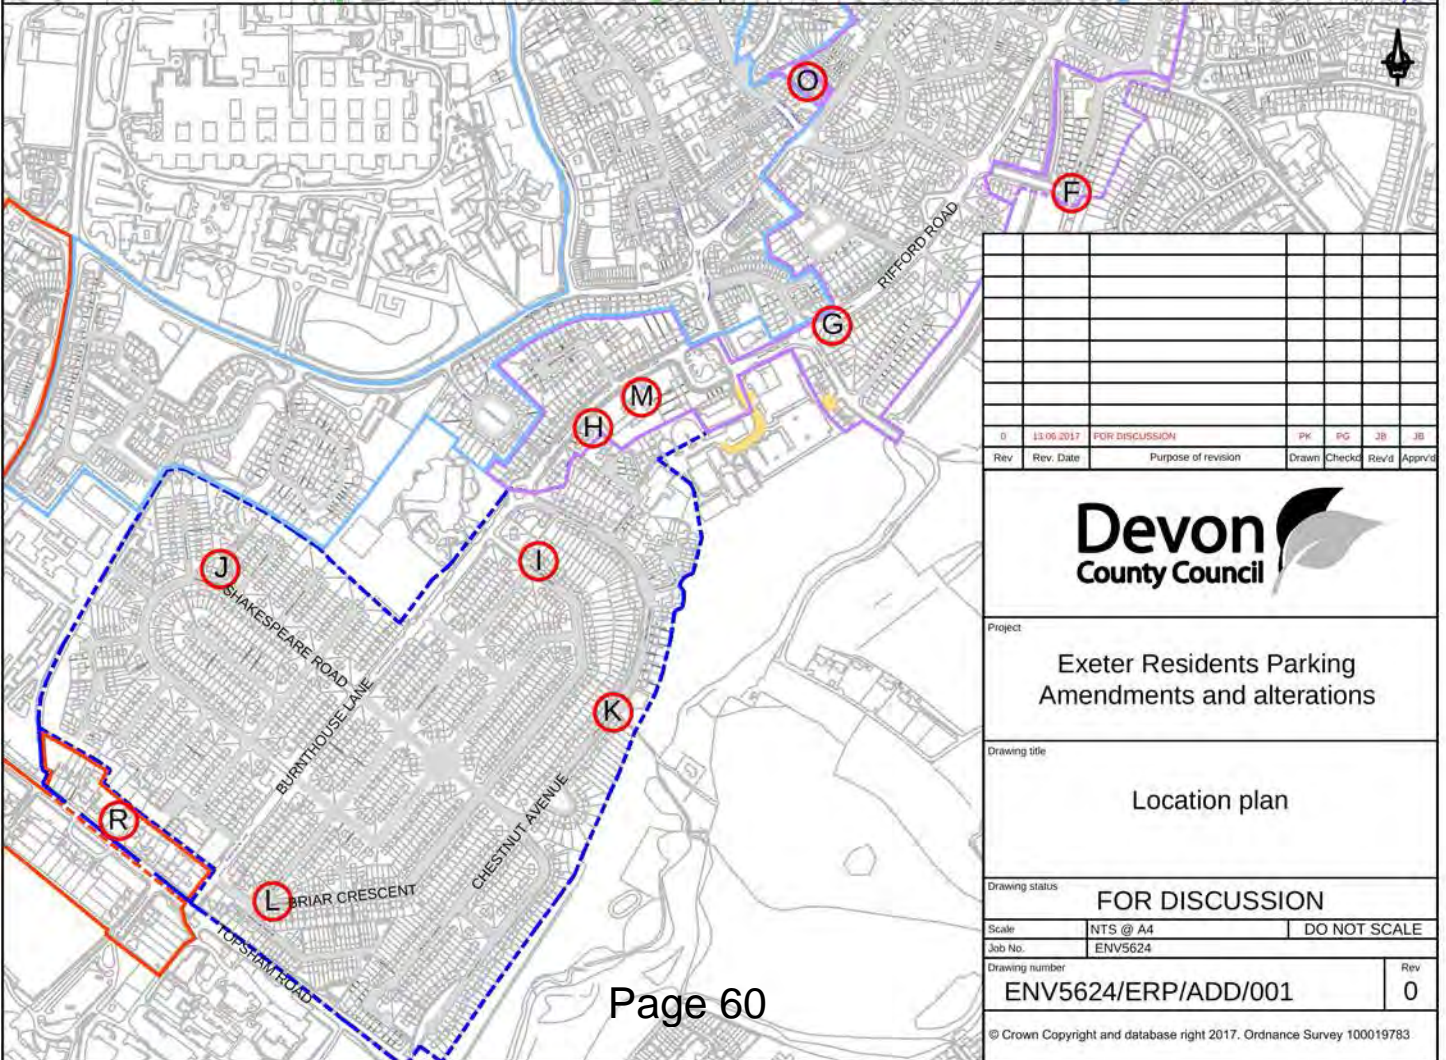 O
F
RIFFORD ROAD
G
M
H
J
I
SHAKESPEARE ROAD
BURNTHOUSE LANE
K
CHESTNUT AVENUE
R
L
BRIAR CRESCENT
TOPSHAM ROAD
Page 60
0 13.06.2017 FOR DISCUSSION PK PG JB JB
Rev Rev. Date Purpose of revision Drawn Checkd Rev'd Apprv'd
Devon
County Council
Project
Exeter Residents Parking
Amendments and alterations
Drawing title
Location plan
Drawing status
FOR DISCUSSION
Scale NTS @ A4 DO NOT SCALE
Job No. ENV5624
Drawing number Rev
ENV5624/ERP/ADD/001 0
© Crown Copyright and database right 2017. Ordnance Survey 100019783